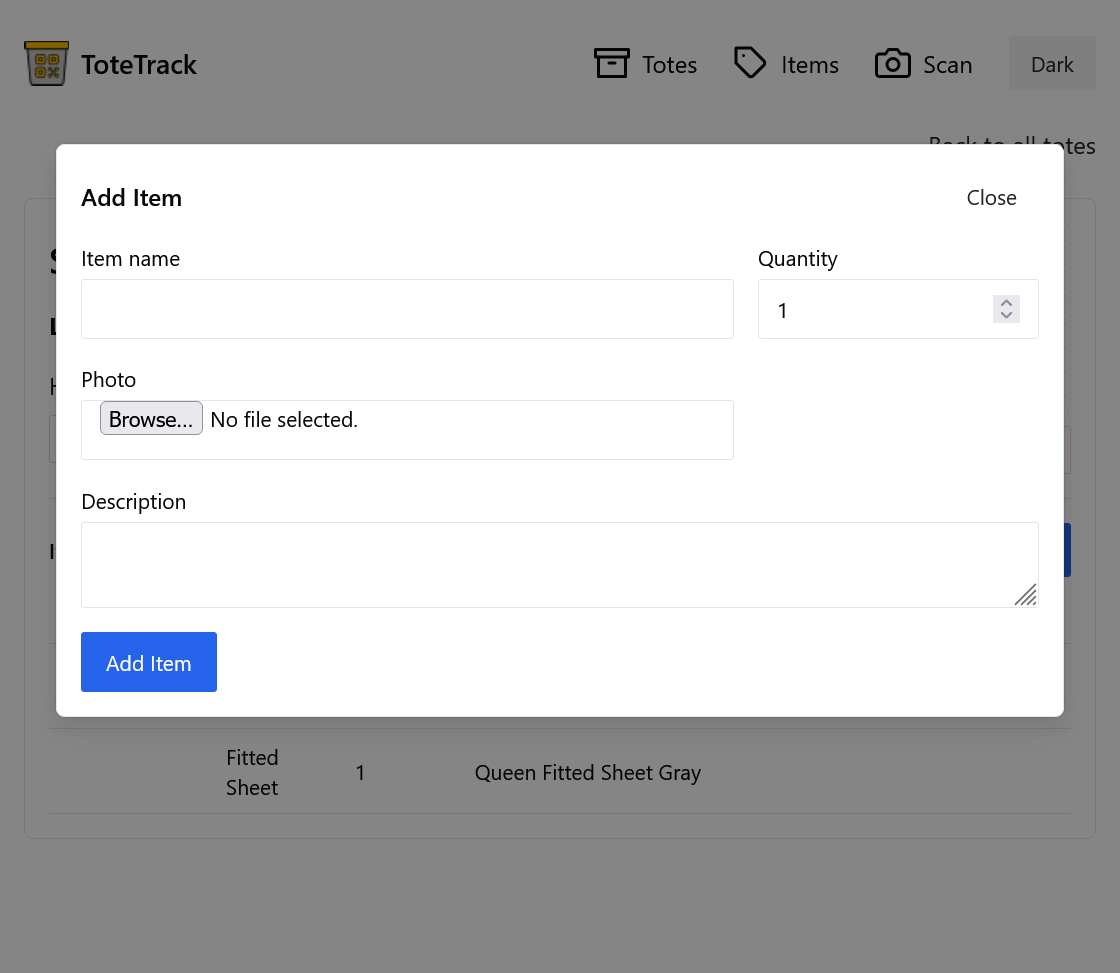 ToteTrack
Totes
Items
Scan
Dark
Back to all totes
Add Item
Close
Item name
Quantity
1
Photo
Browse...
No file selected.
Description
Add Item
Fitted
Sheet
1
Queen Fitted Sheet Gray